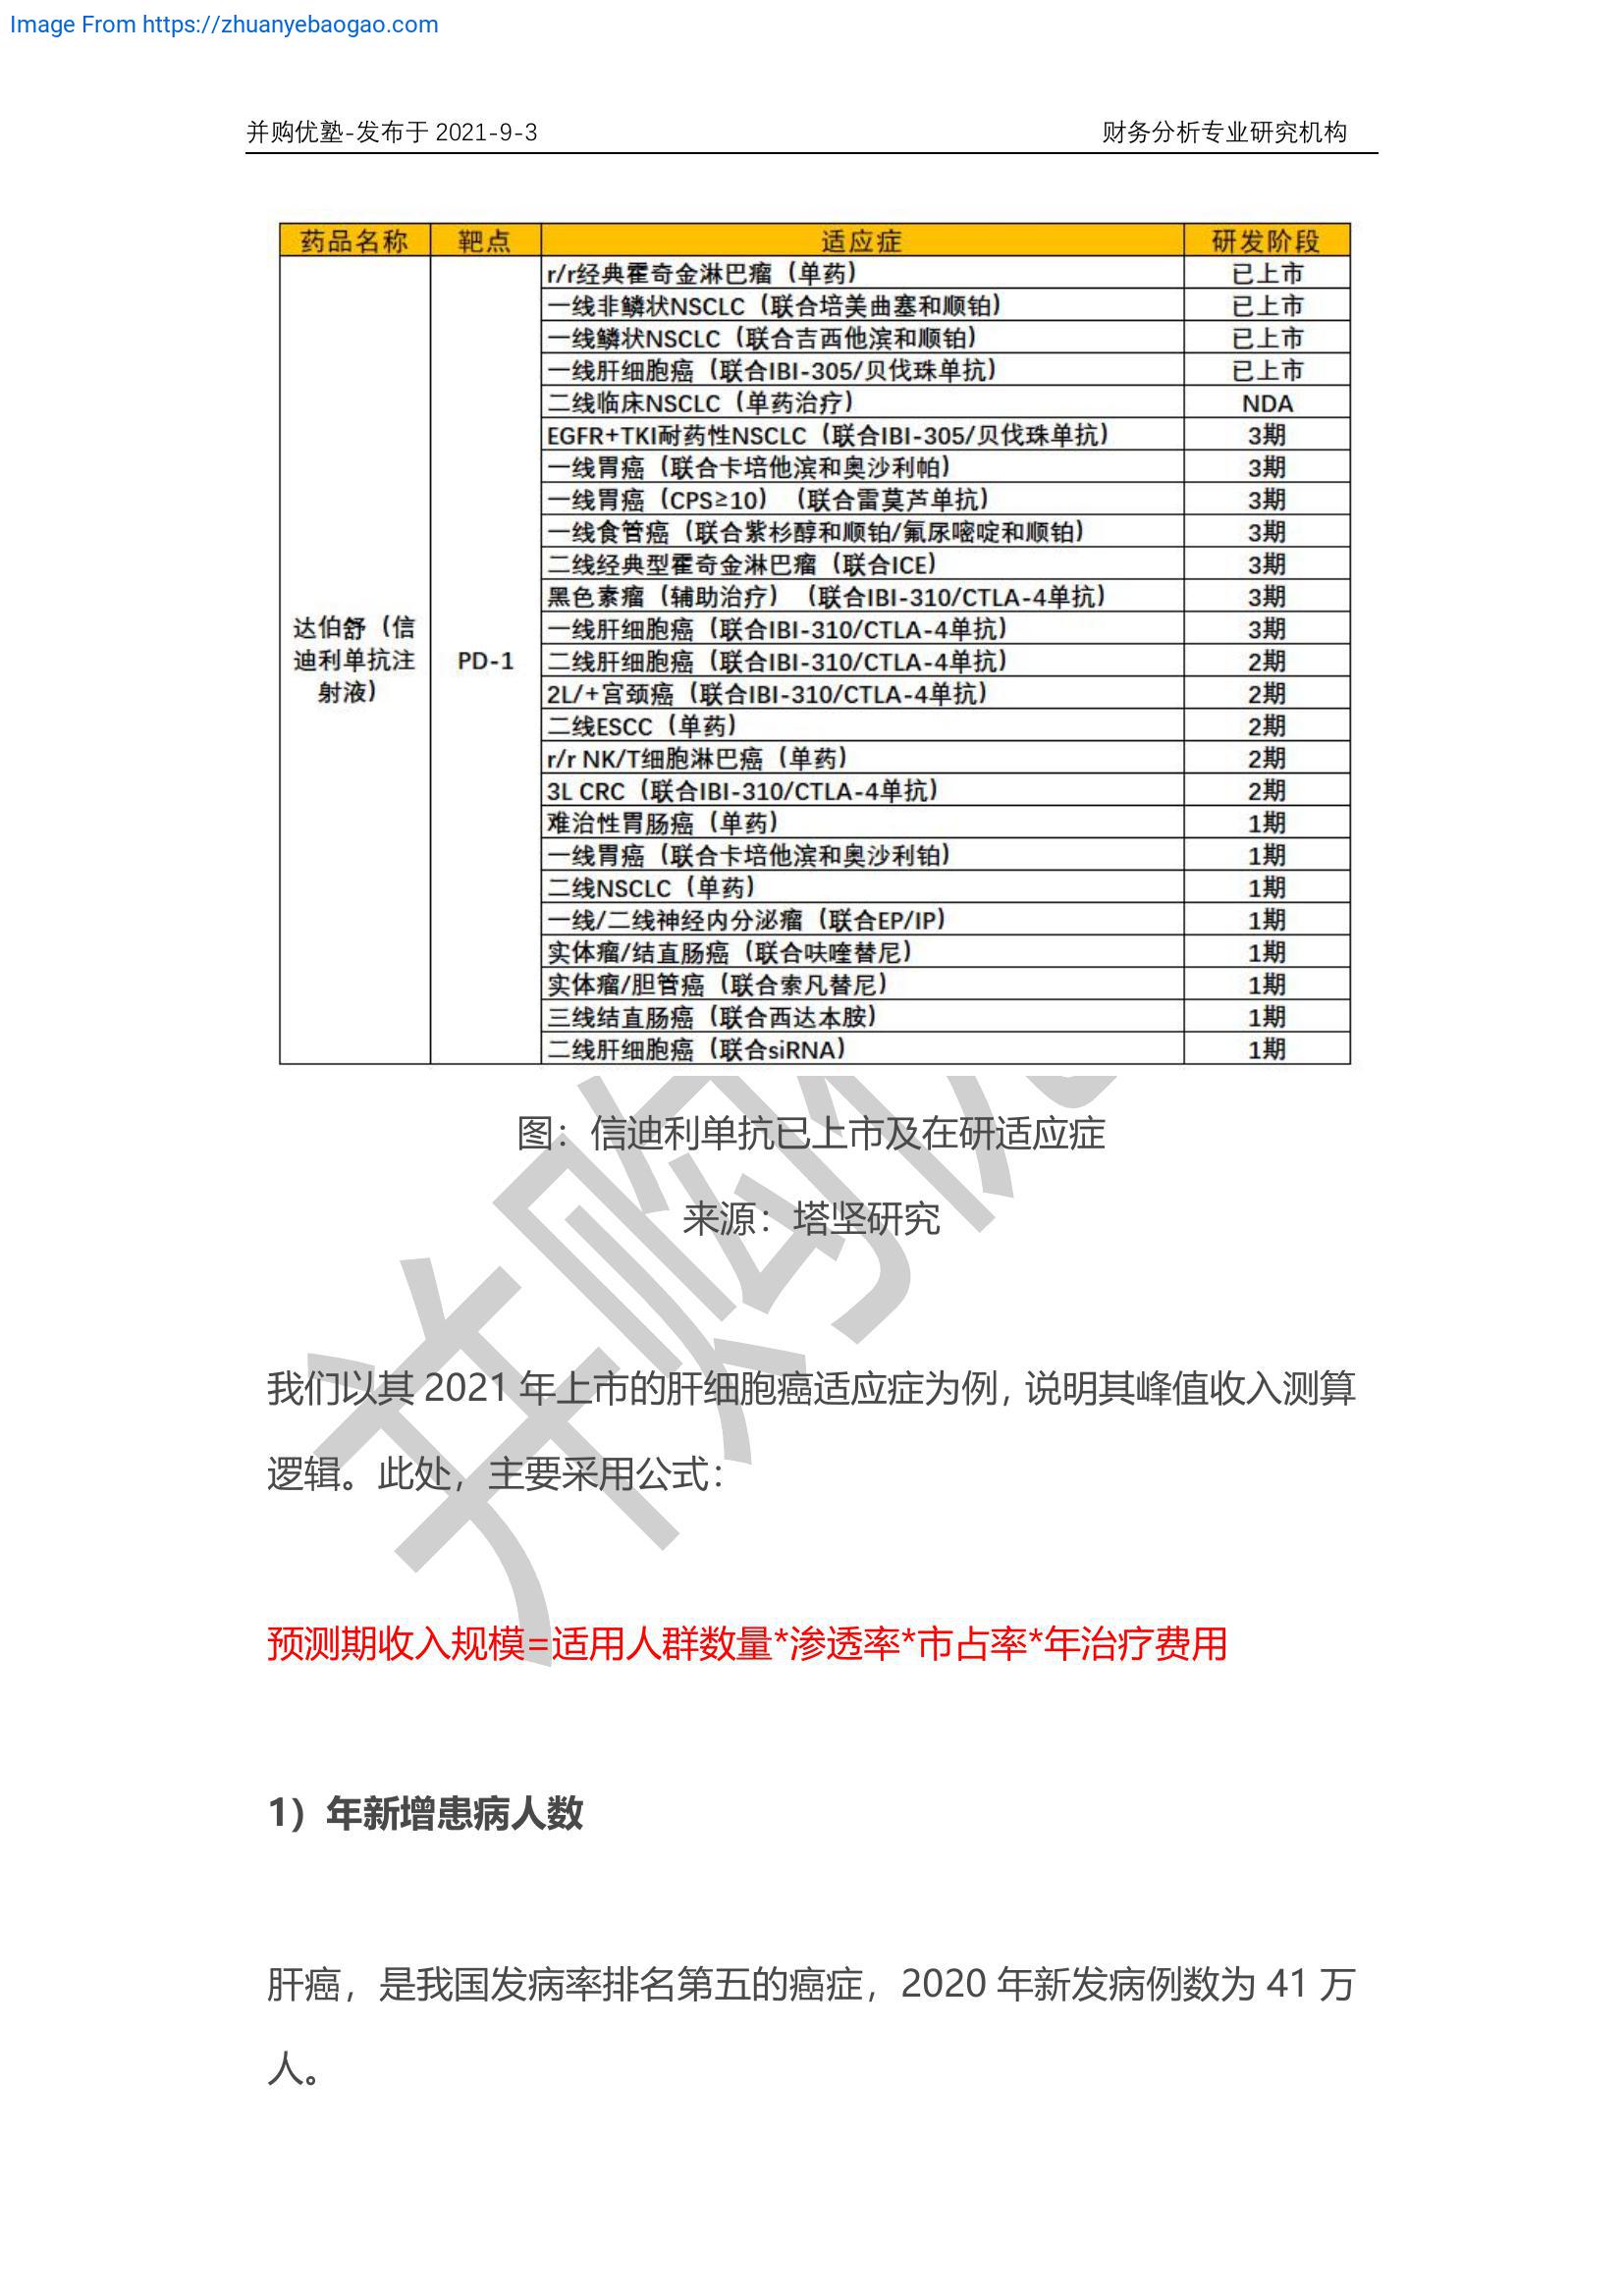 Image From https://zhuanyebaogao.com
并购优塾-发布于 2021-9-3 财务分析专业研究机构
药品名称 靶点 适应症 研发阶段
达伯舒（信迪利单抗注射液） PD-1
r/r经典霍奇金淋巴瘤（单药） 已上市
一线非鳞状NSCLC（联合培美曲塞和顺铂） 已上市
一线鳞状NSCLC（联合吉西他滨和顺铂） 已上市
一线肝细胞癌（联合IBI-305/贝伐珠单抗） 已上市
二线临床NSCLC（单药治疗） NDA
EGFR+TKI耐药性NSCLC（联合IBI-305/贝伐珠单抗） 3期
一线胃癌（联合卡培他滨和奥沙利帕） 3期
一线胃癌（CPS≥10）（联合雷莫芦单抗） 3期
一线食管癌（联合紫杉醇和顺铂/氟尿嘧啶和顺铂） 3期
二线经典型霍奇金淋巴瘤（联合ICE） 3期
黑色素瘤（辅助治疗）（联合IBI-310/CTLA-4单抗） 3期
一线肝细胞癌（联合IBI-310/CTLA-4单抗） 3期
二线肝细胞癌（联合IBI-310/CTLA-4单抗） 2期
2L/+宫颈癌（联合IBI-310/CTLA-4单抗） 2期
二线ESCC（单药） 2期
r/r NK/T细胞淋巴癌（单药） 2期
3L CRC（联合IBI-310/CTLA-4单抗） 2期
难治性胃肠癌（单药） 1期
一线胃癌（联合卡培他滨和奥沙利铂） 1期
二线NSCLC（单药） 1期
一线/二线神经内分泌瘤（联合EP/IP） 1期
实体瘤/结直肠癌（联合呋喹替尼） 1期
实体瘤/胆管癌（联合索凡替尼） 1期
三线结直肠癌（联合西达本胺） 1期
二线肝细胞癌（联合siRNA） 1期
图：信迪利单抗已上市及在研适应症
来源：塔坚研究
我们以其 2021 年上市的肝细胞癌适应症为例，说明其峰值收入测算
逻辑。此处，主要采用公式：
预测期收入规模=适用人群数量*渗透率*市占率*年治疗费用
1）年新增患病人数
肝癌，是我国发病率排名第五的癌症，2020 年新发病例数为 41 万
人。
并购